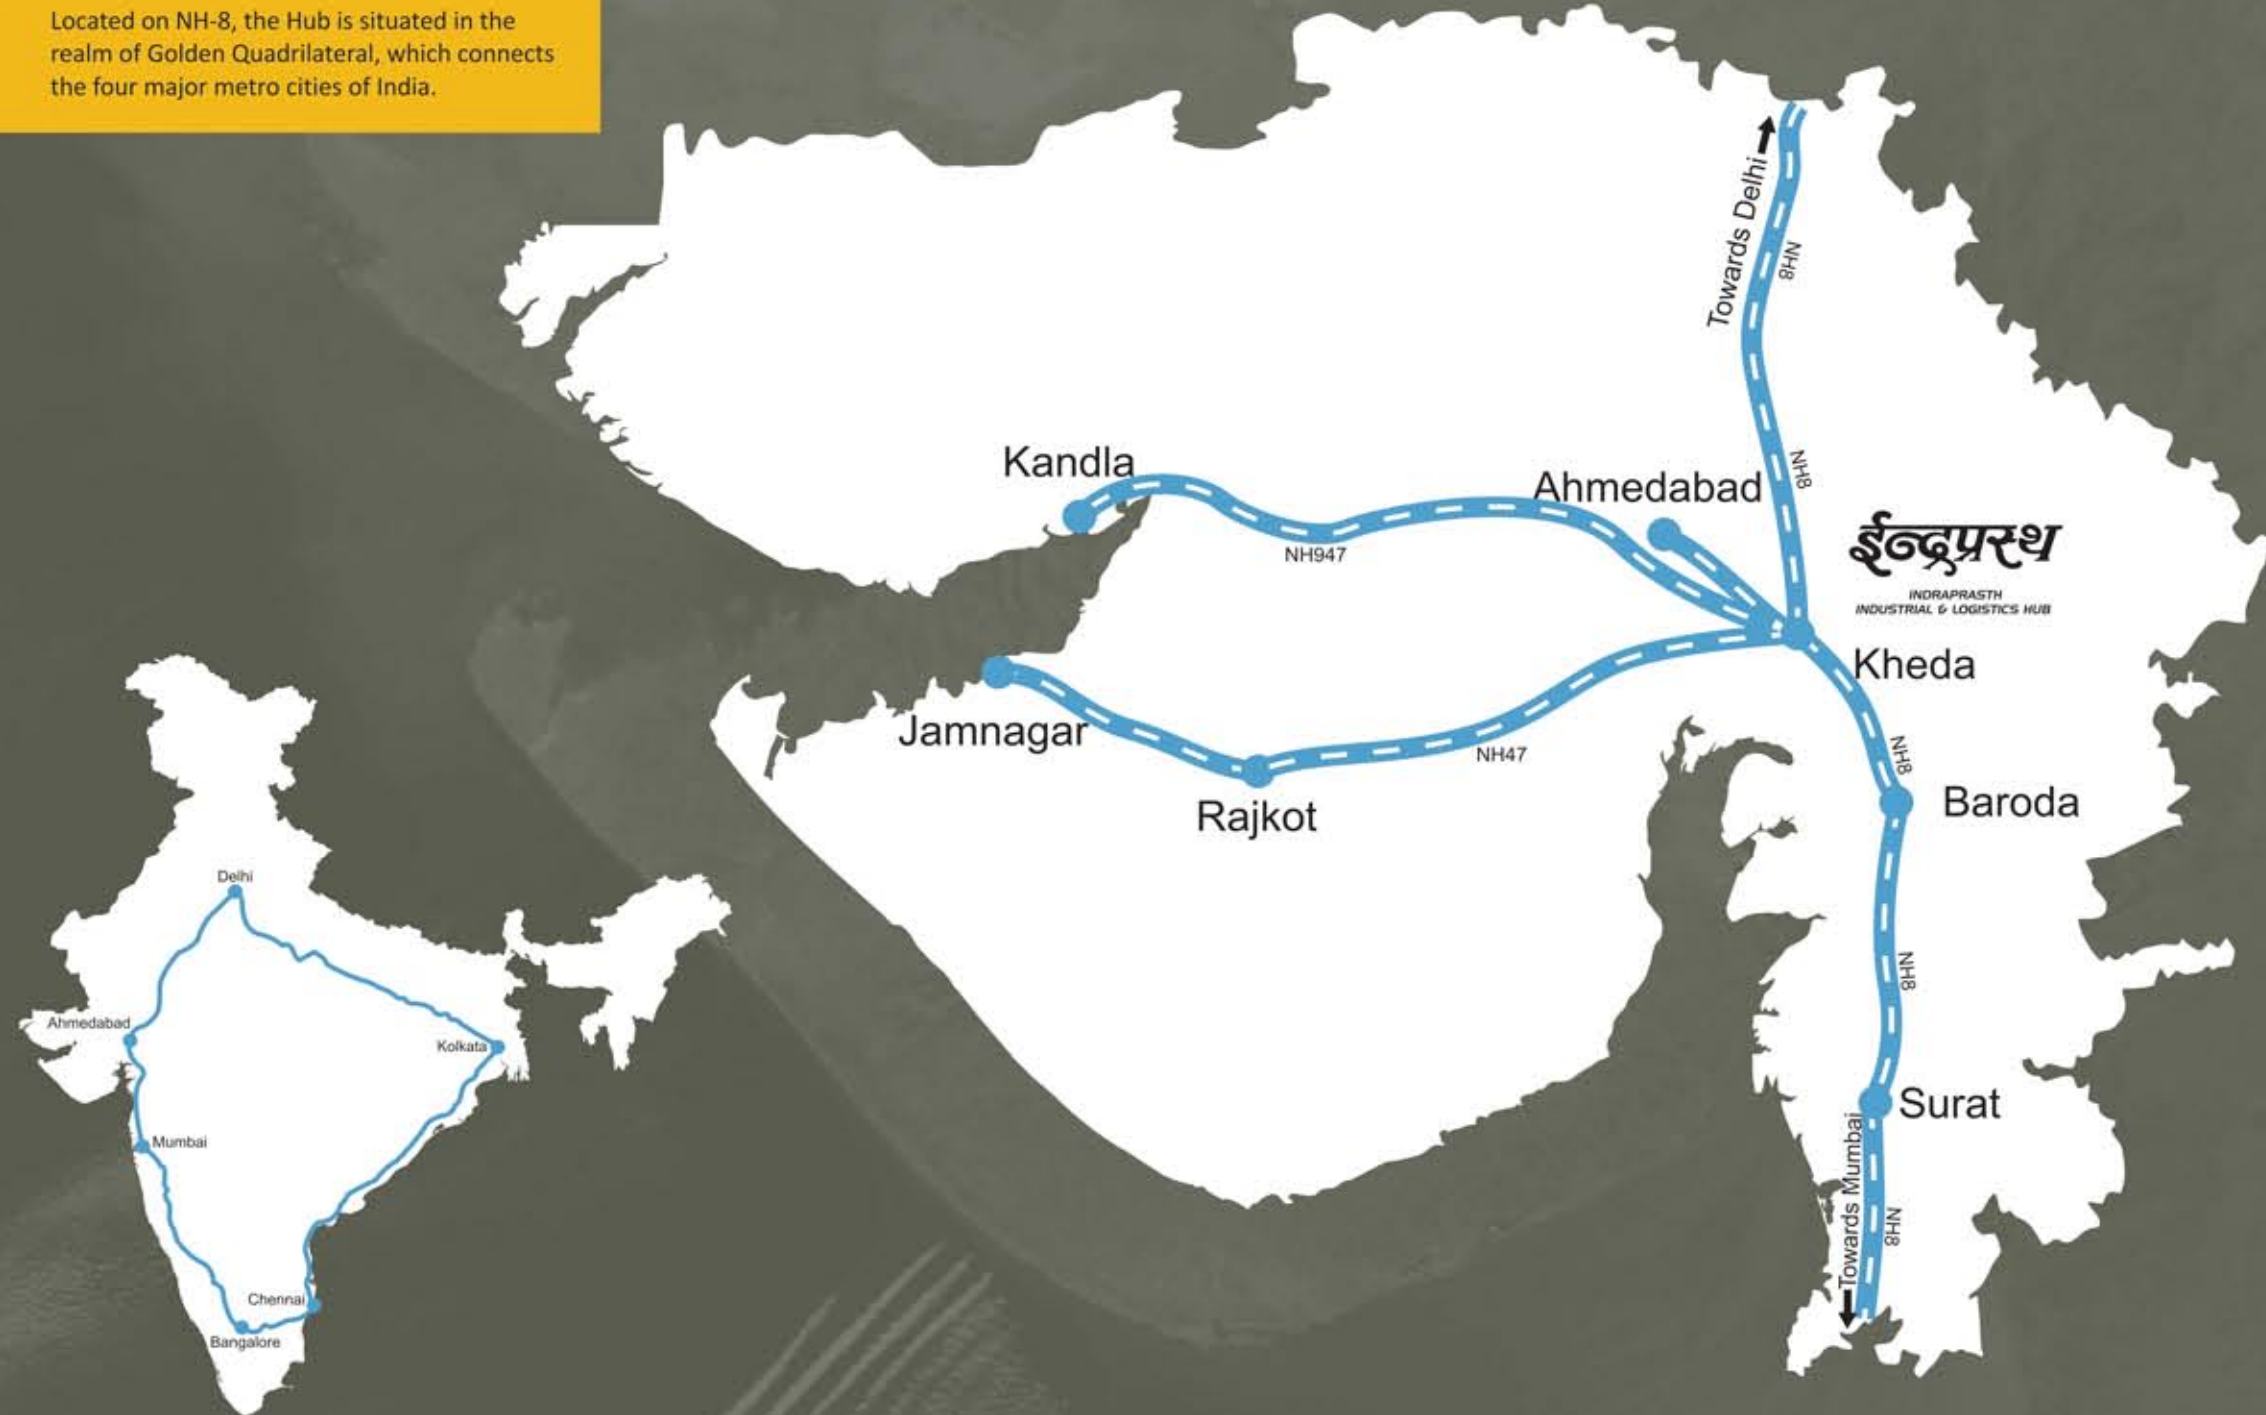 Located on NH-8, the Hub is situated in the
realm of Golden Quadrilateral, which connects
the four major metro cities of India.
Towards Delhi
NH8
NH8
Kandla
Ahmedabad
NH947
ईन्द्रप्रस्थ
INDRAPRASTH
INDUSTRIAL & LOGISTICS HUB
Kheda
Jamnagar
NH47
NH8
Rajkot
Baroda
NH8
Surat
Towards Mumbai
NH8
Delhi
Ahmedabad
Kolkata
Mumbai
Chennai
Bangalore